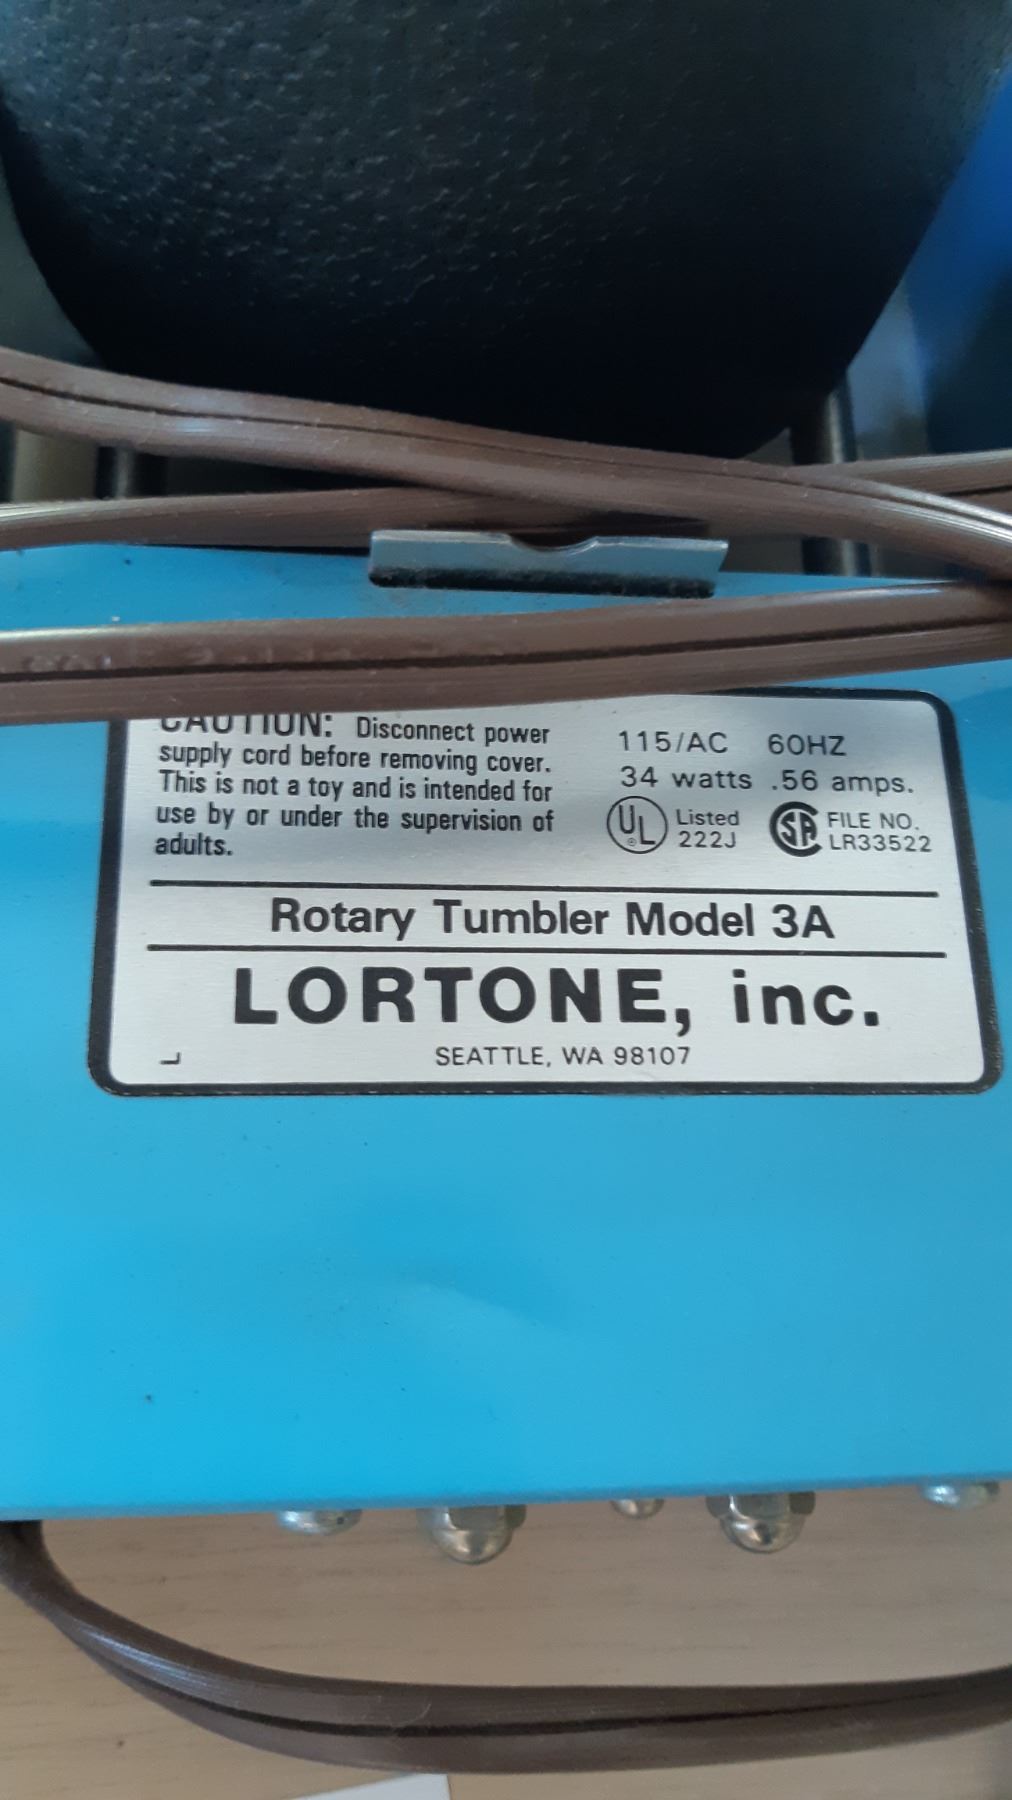 CAUTION: Disconnect power
supply cord before removing cover.
This is not a toy and is intended for
use by or under the supervision of
adults.
115/AC 60HZ
34 watts .56 amps.
UL Listed
222J
SA FILE NO.
LR33522
Rotary Tumbler Model 3A
LORTONE, inc.
SEATTLE, WA 98107